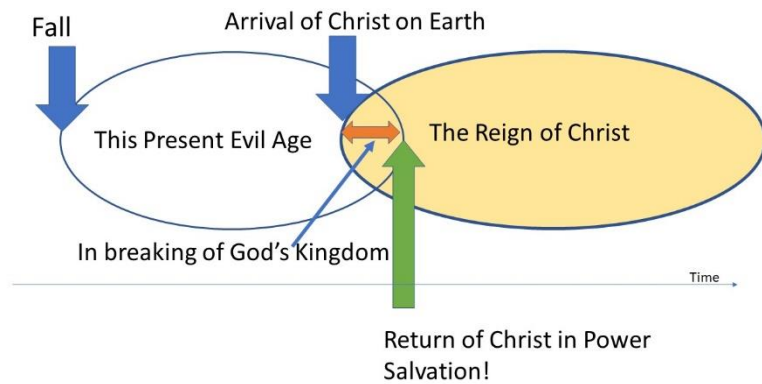 Fall
Arrival of Christ on Earth
This Present Evil Age
The Reign of Christ
In breaking of God's Kingdom
Time
Return of Christ in Power
Salvation!